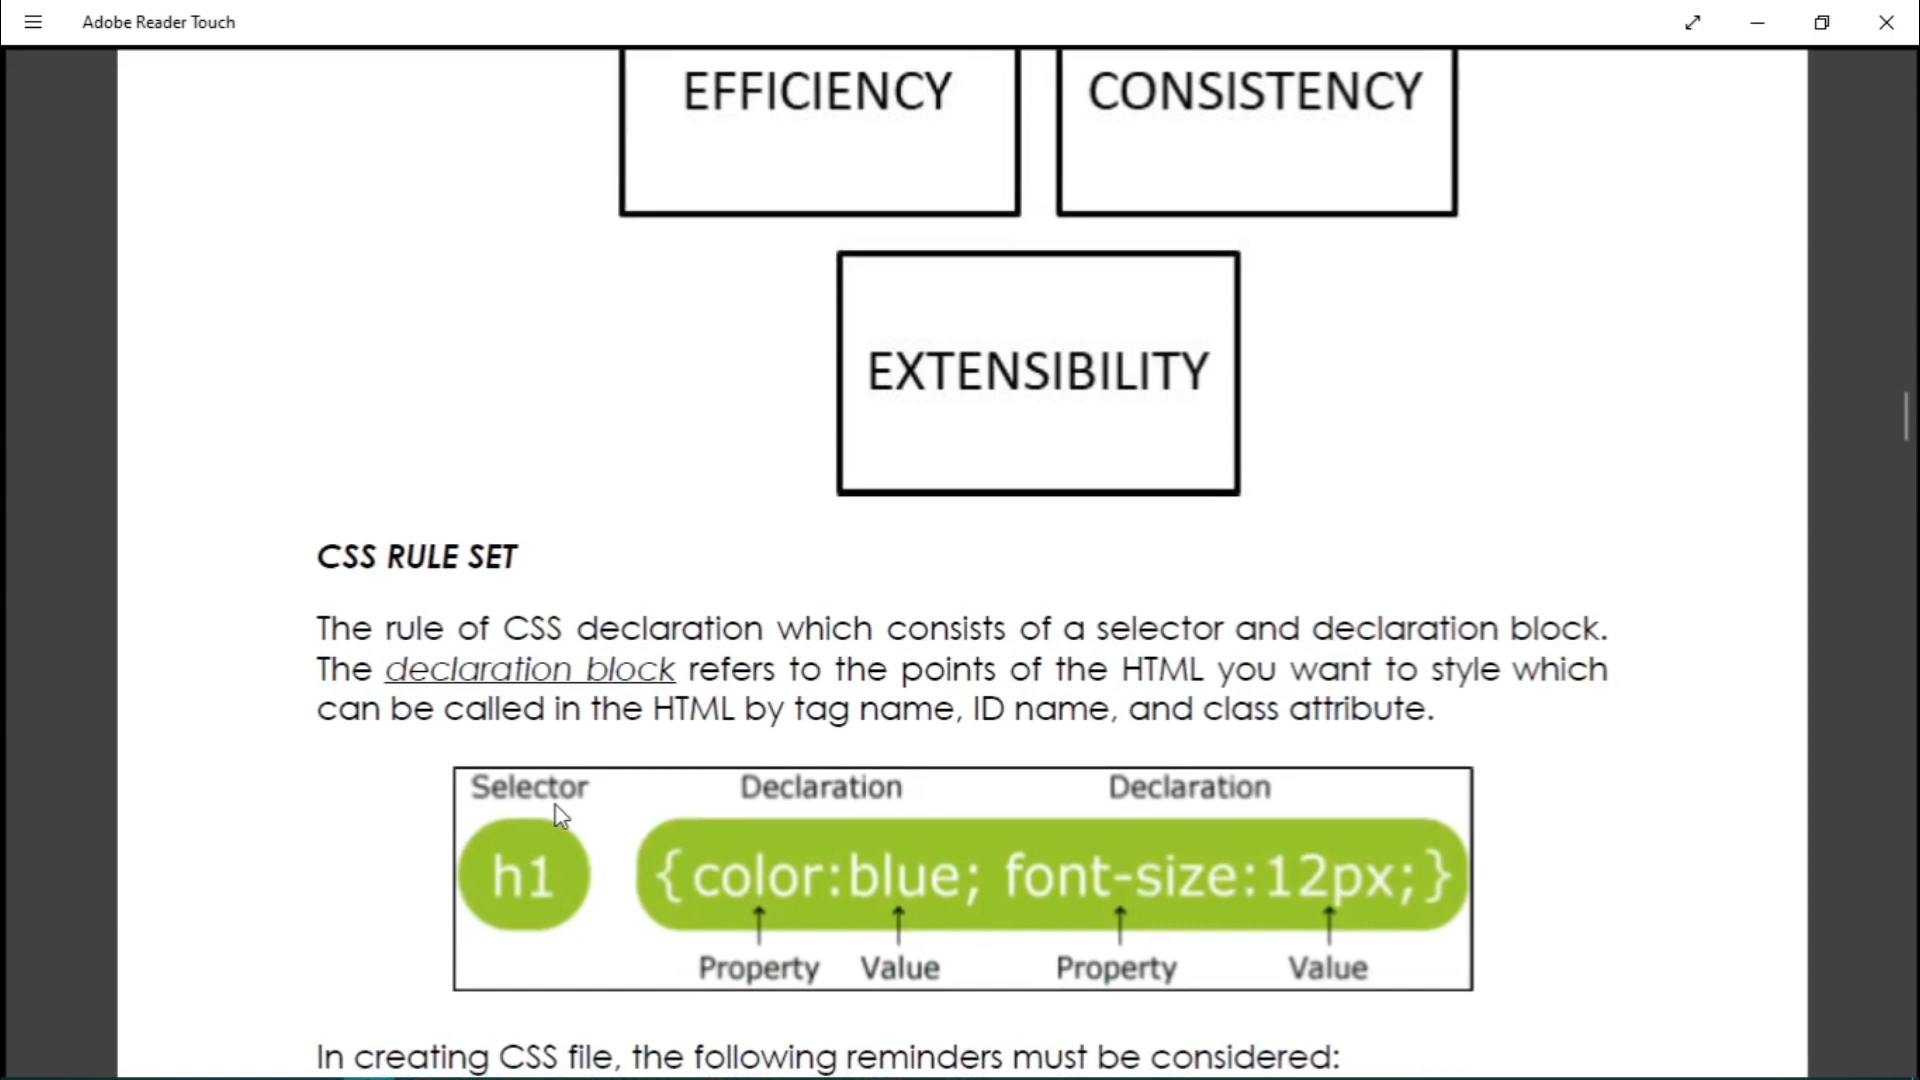 Adobe Reader Touch
EFFICIENCY CONSISTENCY
EXTENSIBILITY
CSS RULE SET
The rule of CSS declaration which consists of a selector and declaration block.
The declaration block refers to the points of the HTML you want to style which
can be called in the HTML by tag name, ID name, and class attribute.
Selector Declaration Declaration
h1 {color:blue; font-size:12px;}
Property Value Property Value
In creating CSS file, the following reminders must be considered: